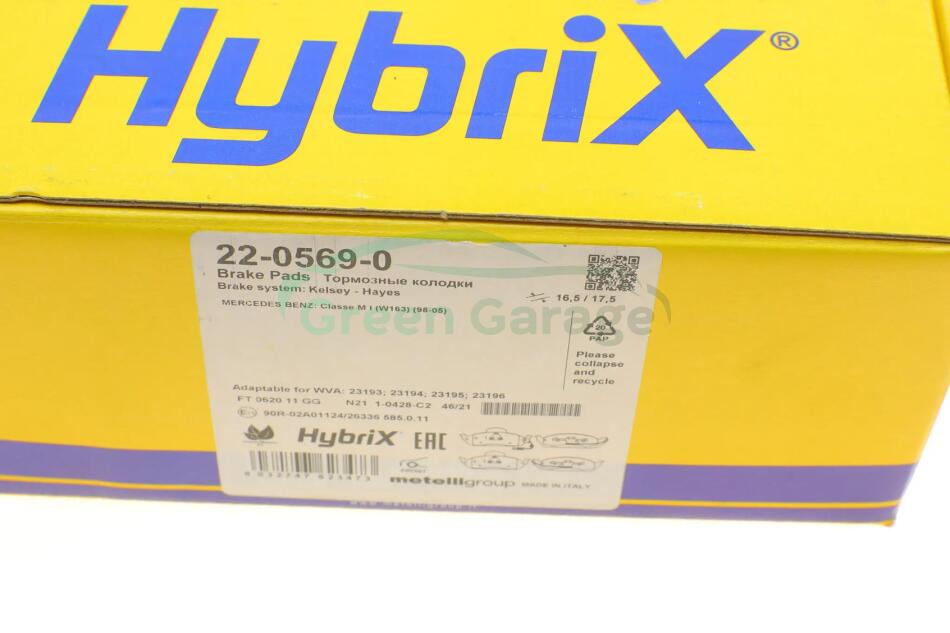 HybriX®
22-0569-0
Brake Pads Тормозные колодки
Brake system: Kelsey - Hayes
16,5 / 17,5
MERCEDES BENZ: Classe M I (W163) (98-05)
Green Garage
20
PAP
Please
collapse
and
recycle
Adaptable for WVA: 23193; 23194; 23195; 23196
FT 0620 11 GG N21 1-0428-C2 46/21
90R-02A01124/26336 585.0.11
HybriX EAC
8 032747 623473
metelligroup MADE IN ITALY